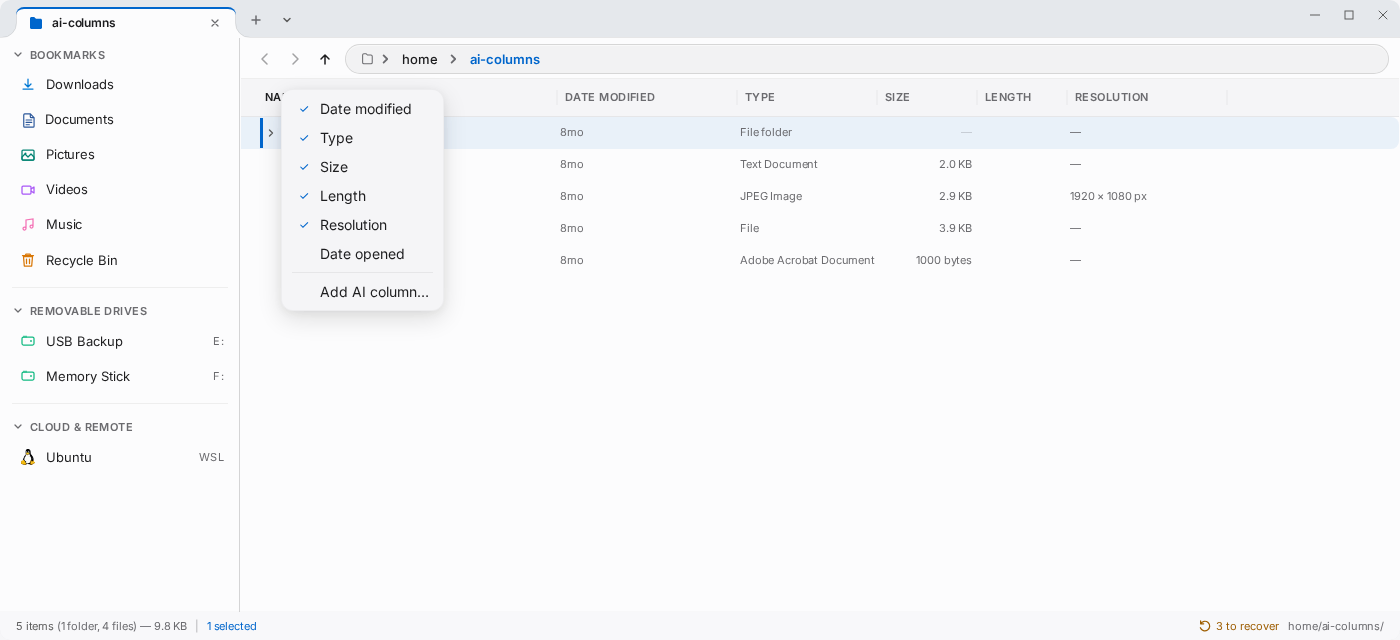 ai-columns
BOOKMARKS
Downloads
Documents
Pictures
Videos
Music
Recycle Bin
REMOVABLE DRIVES
USB Backup E:
Memory Stick F:
CLOUD & REMOTE
Ubuntu WSL
home ai-columns
DATE MODIFIED TYPE SIZE LENGTH RESOLUTION
Date modified
Type
Size
Length
Resolution
Date opened
Add AI column...
8mo File folder — —
8mo Text Document 2.0 KB —
8mo JPEG Image 2.9 KB 1920 × 1080 px
8mo File 3.9 KB —
8mo Adobe Acrobat Document 1000 bytes —
5 items (1 folder, 4 files) — 9.8 KB | 1 selected
3 to recover home/ai-columns/